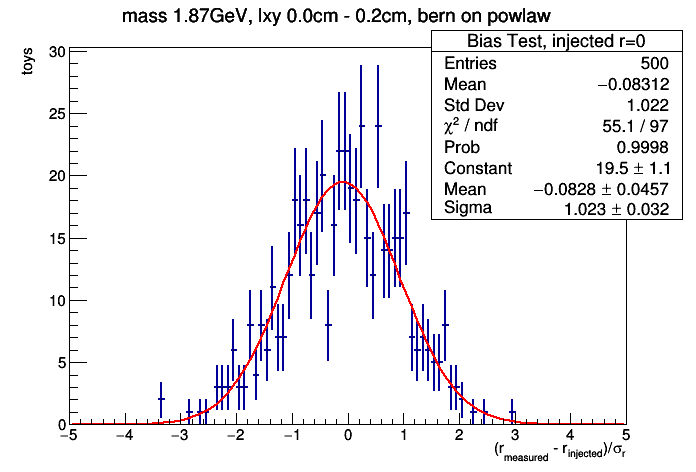 mass 1.87GeV, lxy 0.0cm - 0.2cm, bern on powlaw
toys
Bias Test, injected r=0
Entries 500
Mean −0.08312
Std Dev 1.022
χ² / ndf 55.1 / 97
Prob 0.9998
Constant 19.5 ± 1.1
Mean −0.0828 ± 0.0457
Sigma 1.023 ± 0.032
30
25
20
15
10
5
0
−5 −4 −3 −2 −1 0 1 2 3 4 5
(r_measured - r_injected)/σ_r